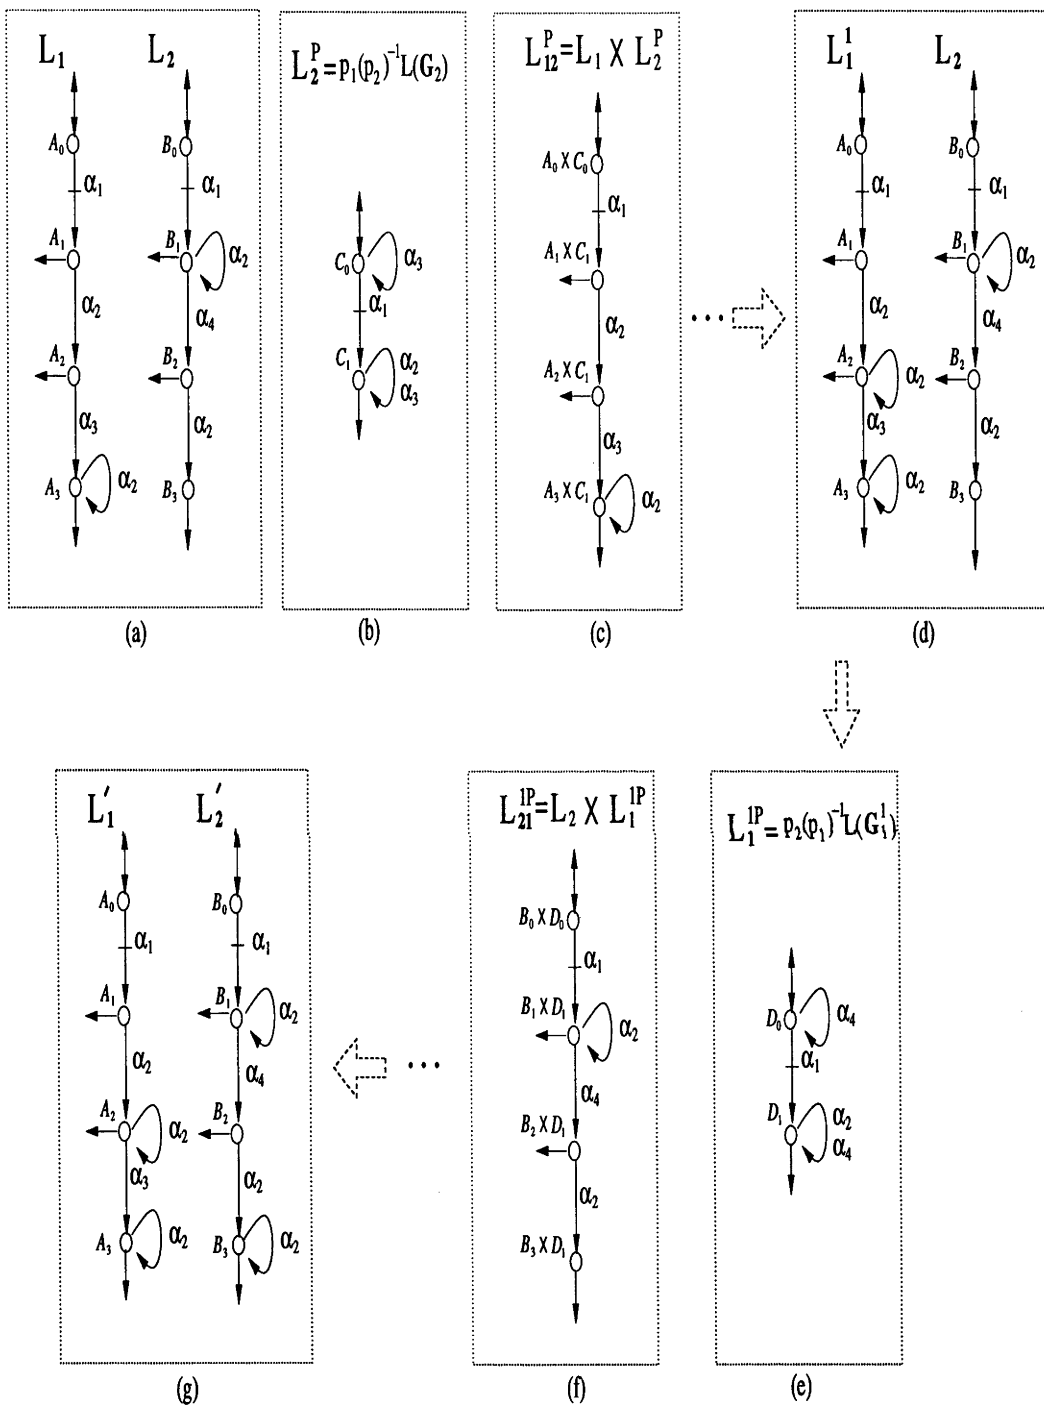 L₁ L₂
A₀ B₀
α₁ α₁
A₁ B₁ α₂
α₂ α₄
A₂ B₂
α₃ α₂
A₃ α₂ B₃
(a)
L₂ᴾ=p₁(p₂)⁻¹L(G₂)
C₀ α₃
α₁
C₁ α₂
α₃
(b)
L₁₂ᴾ=L₁ X L₂ᴾ
A₀ X C₀
α₁
A₁ X C₁
α₂
A₂ X C₁
α₃
A₃ X C₁ α₂
(c)
...
L₁¹ L₂
A₀ B₀
α₁ α₁
A₁ B₁ α₂
α₂ α₄
A₂ α₂ B₂
α₃ α₂
A₃ α₂ B₃
(d)
L₁′ L₂′
A₀ B₀
α₁ α₁
A₁ B₁ α₂
α₂ α₄
A₂ α₂ B₂
α₃ α₂
A₃ α₂ B₃ α₂
(g)
...
L₂₁¹ᴾ=L₂ X L₁¹ᴾ
B₀ X D₀
α₁
B₁ X D₁ α₂
α₄
B₂ X D₁
α₂
B₃ X D₁
(f)
L₁¹ᴾ=p₂(p₁)⁻¹L(G₁¹)
D₀ α₄
α₁
D₁ α₂
α₄
(e)